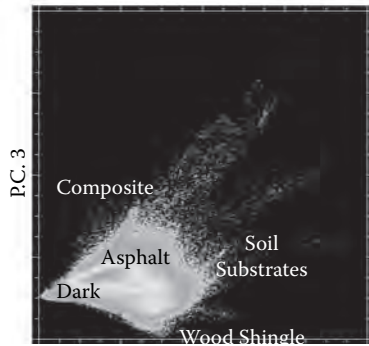 P.C. 3
Composite
Asphalt
Soil
Substrates
Dark
Wood Shingle